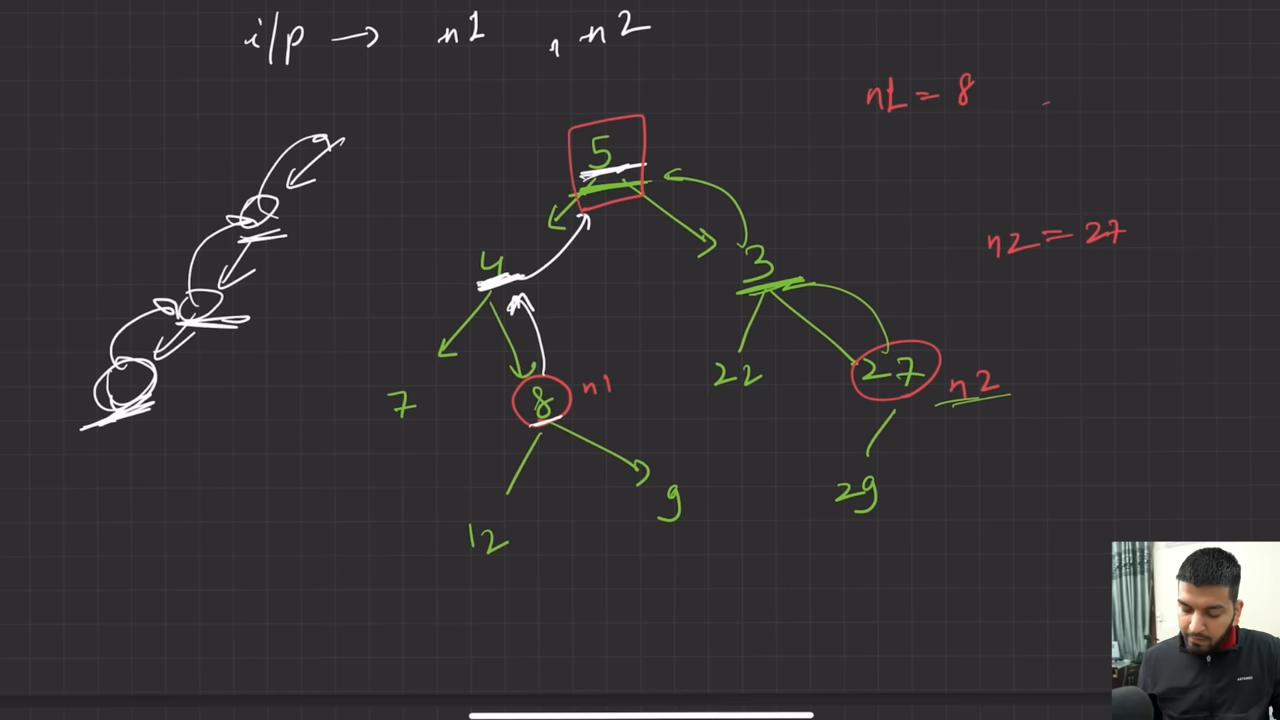 i/p → n1 , n2
n1 = 8
5
n2 = 27
4 3
7 8 n1 22 27 n2
12 9 29